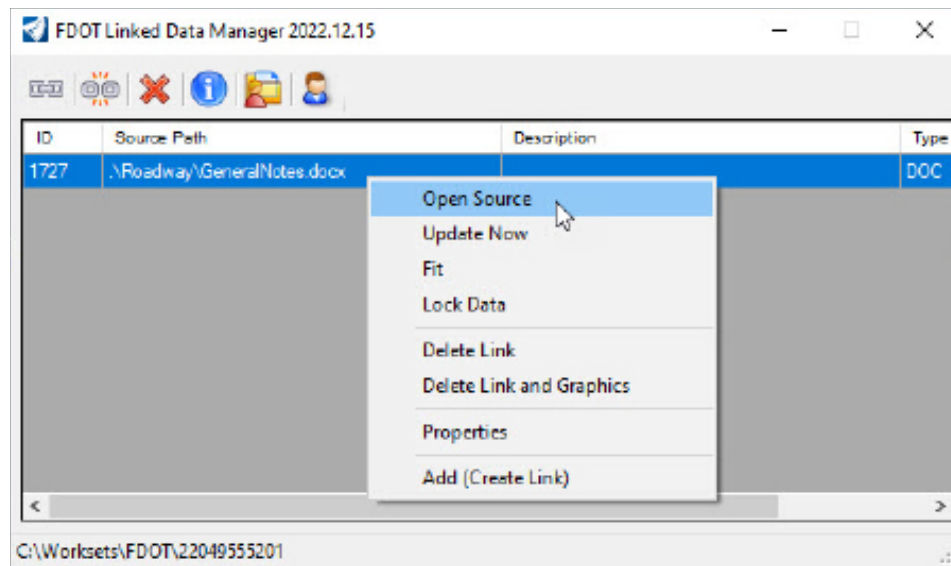 FDOT Linked Data Manager 2022.12.15
ID Source Path Description Type
1727 .\Roadway\GeneralNotes.docx DOC
Open Source
Update Now
Fit
Lock Data
Delete Link
Delete Link and Graphics
Properties
Add (Create Link)
C:\Worksets\FDOT\22049555201